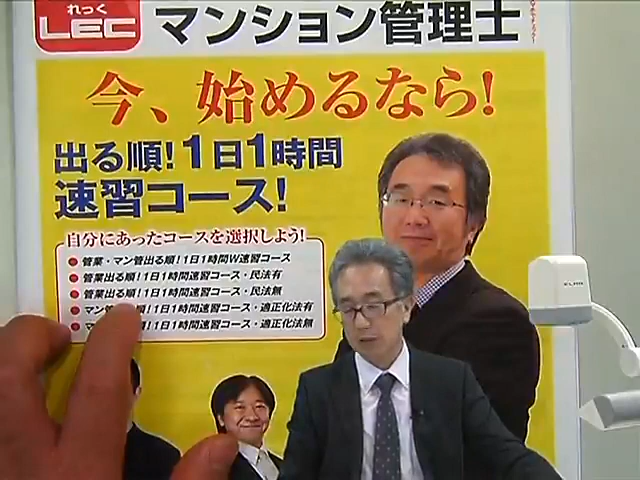 れっく
LEC
マンション管理士
今、始めるなら!
出る順!1日1時間
速習コース!
自分にあったコースを選択しよう!
管業・マン管出る順!1日1時間W速習コース
管業出る順!1日1時間速習コース・民法有
管業出る順!1日1時間速習コース・民法無
順!1日1時間速習コース・適正化法有
順!1日1時間速習コース・適正化法無
ELMO